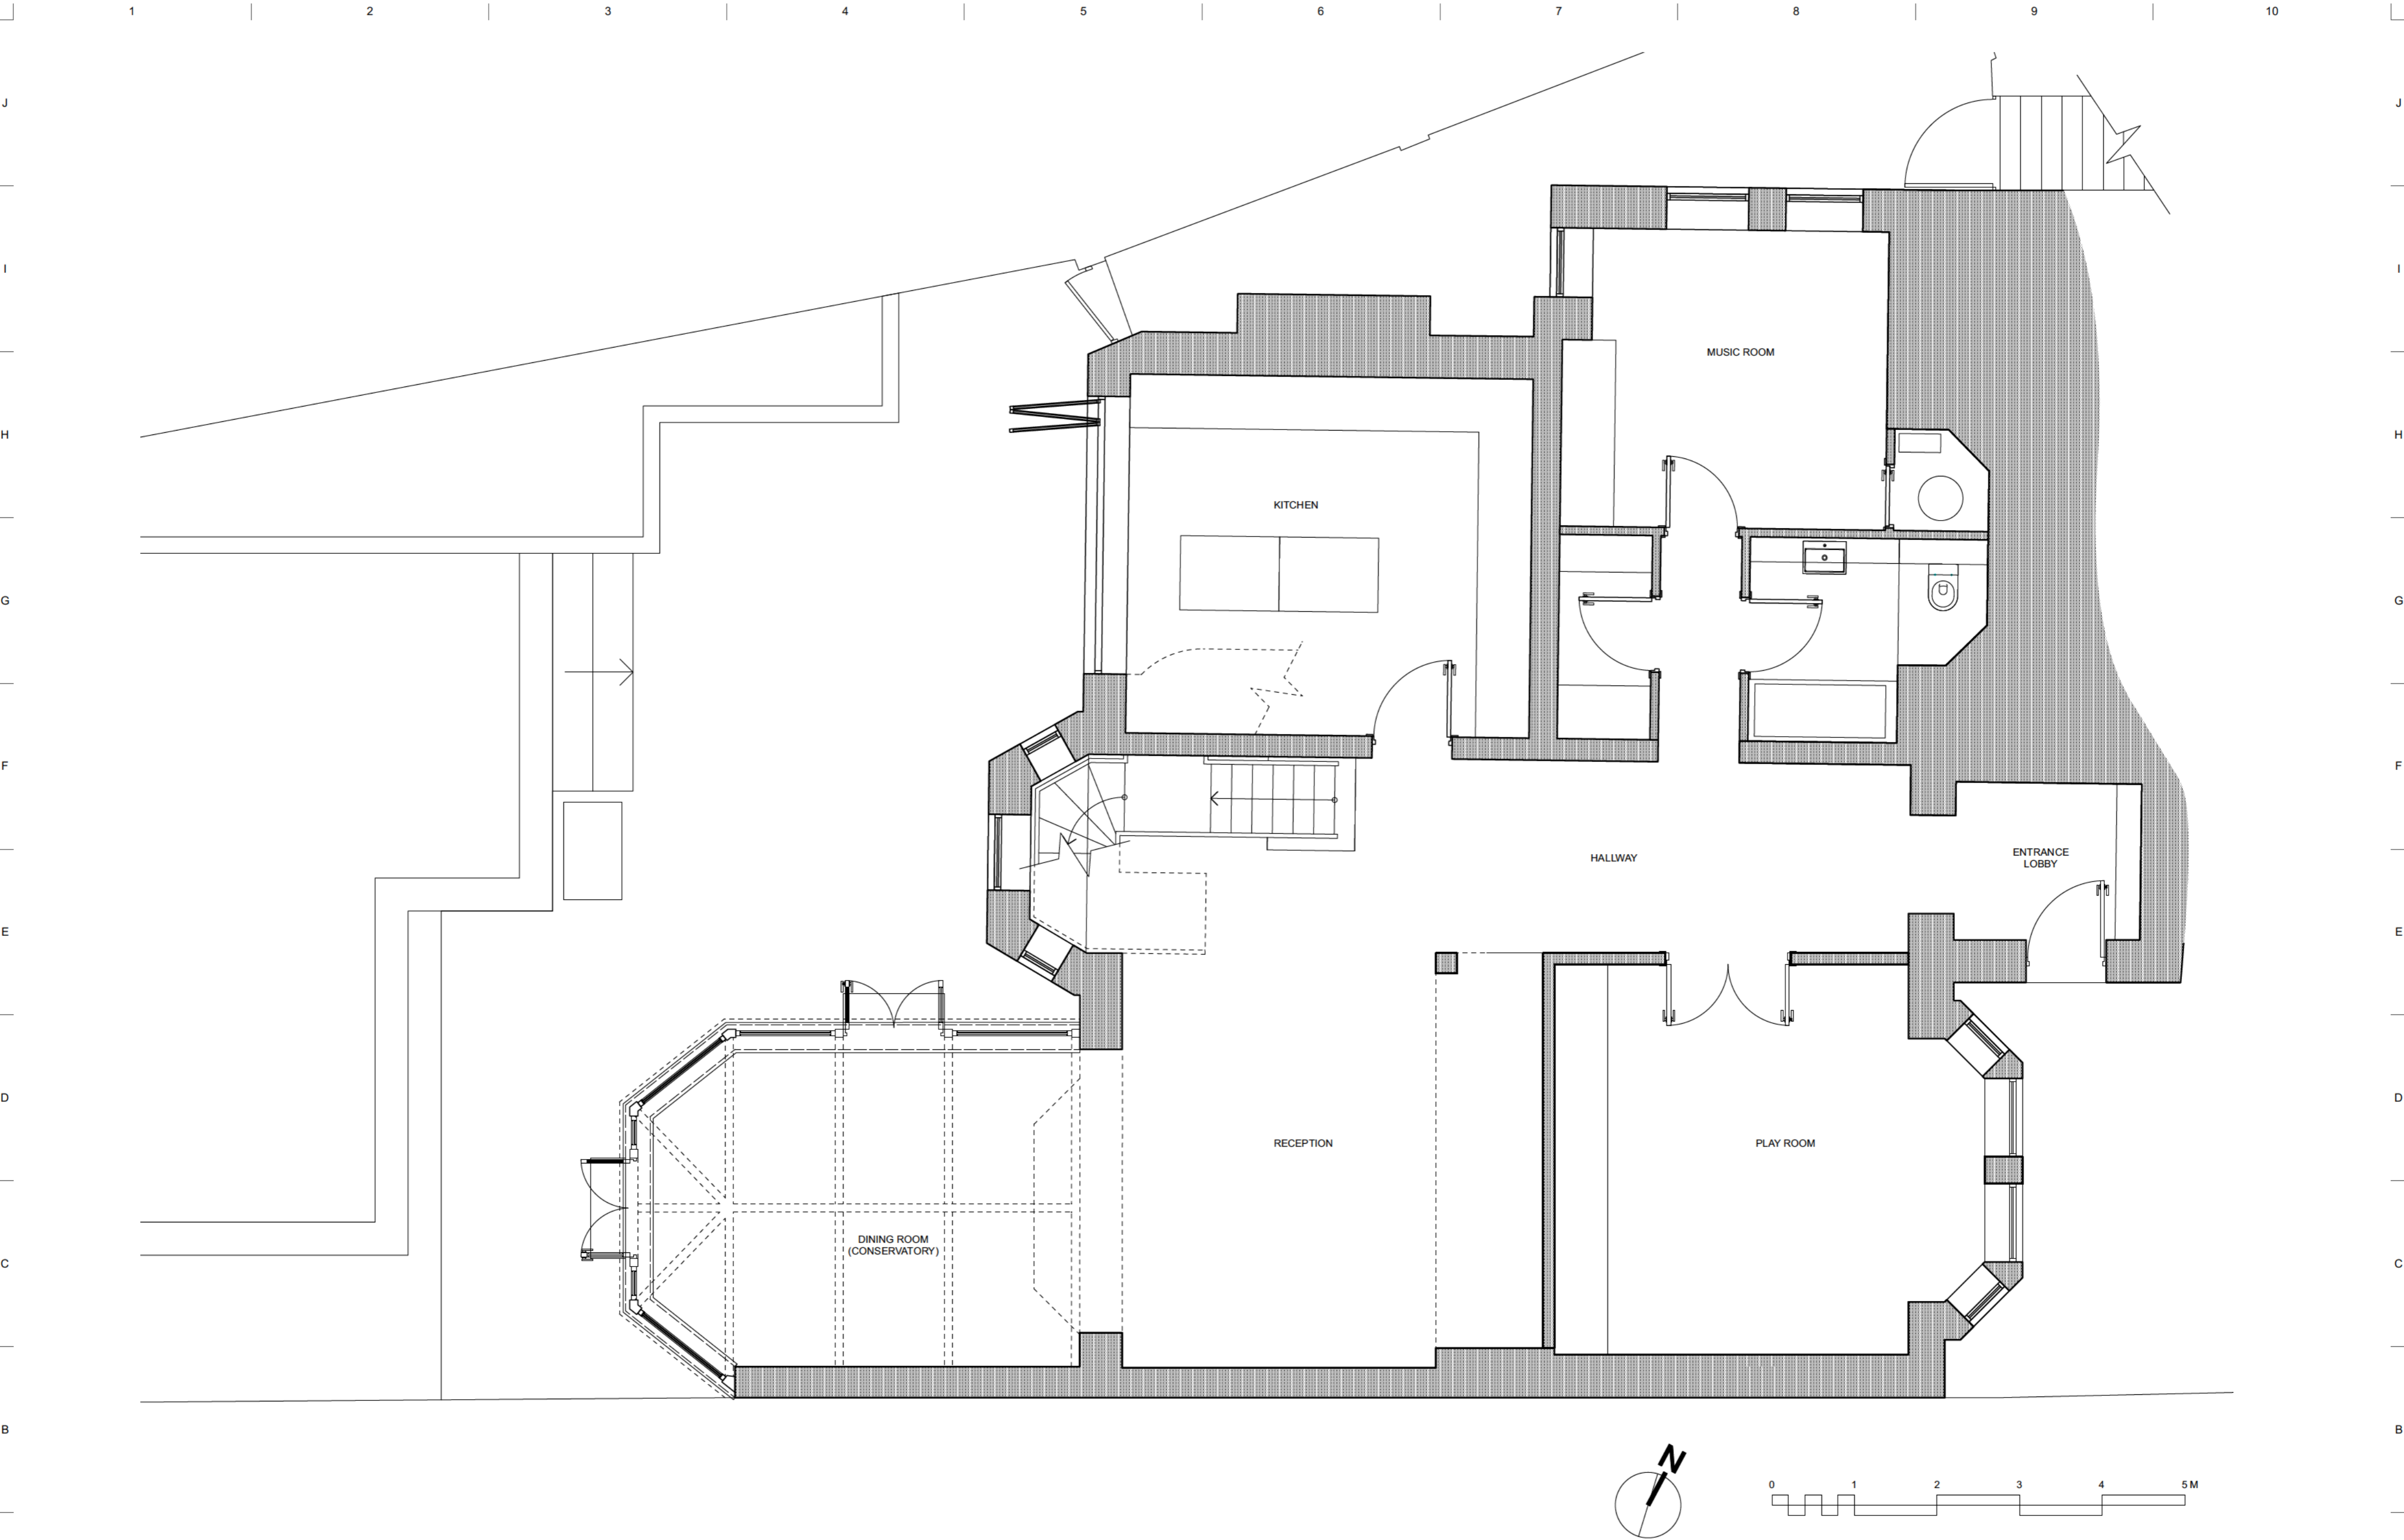 1 2 3 4 5 6 7 8 9 10
J J
I I
MUSIC ROOM
H H
KITCHEN
G G
F F
ENTRANCE
LOBBY
HALLWAY
E E
D D
RECEPTION
PLAY ROOM
DINING ROOM
(CONSERVATORY)
C C
B B
N
0 1 2 3 4 5 M